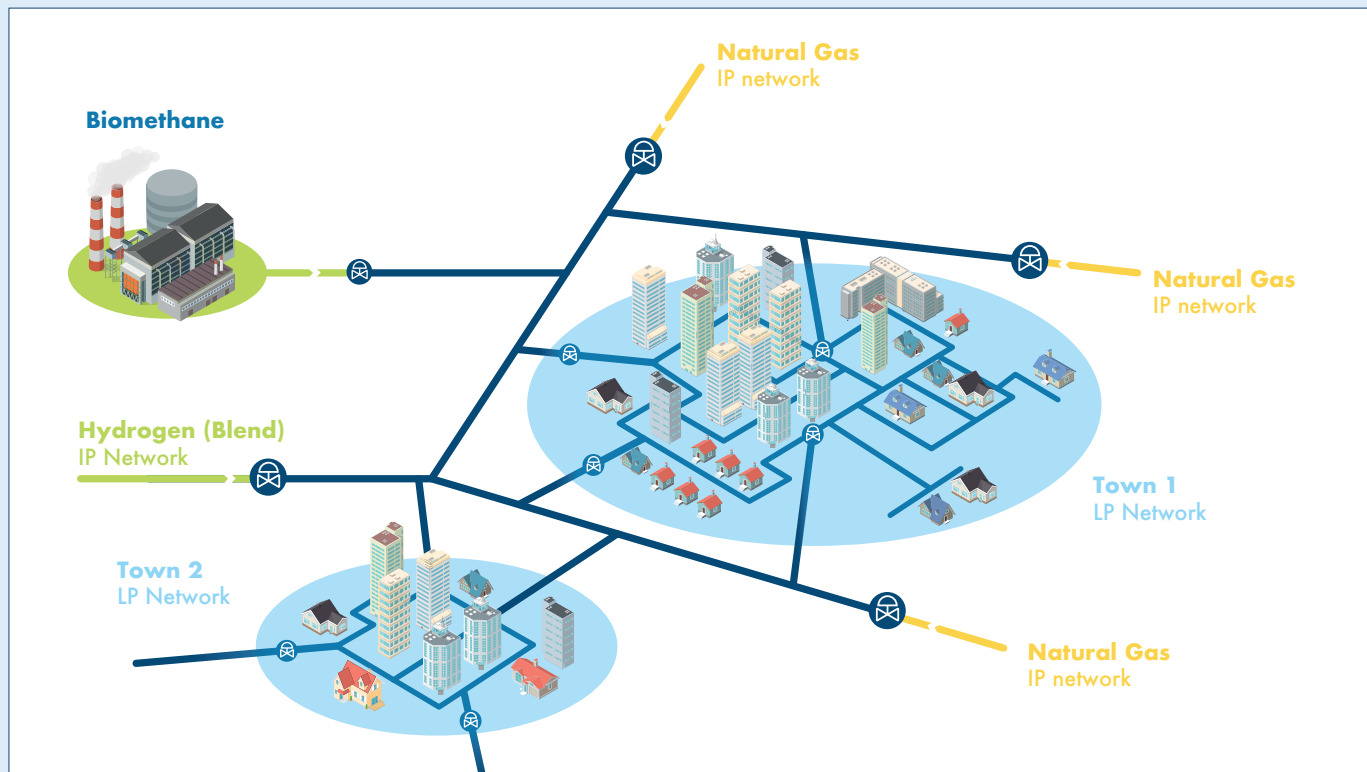 Natural Gas
IP network
Biomethane
Natural Gas
IP network
Hydrogen (Blend)
IP Network
Town 1
LP Network
Town 2
LP Network
Natural Gas
IP network